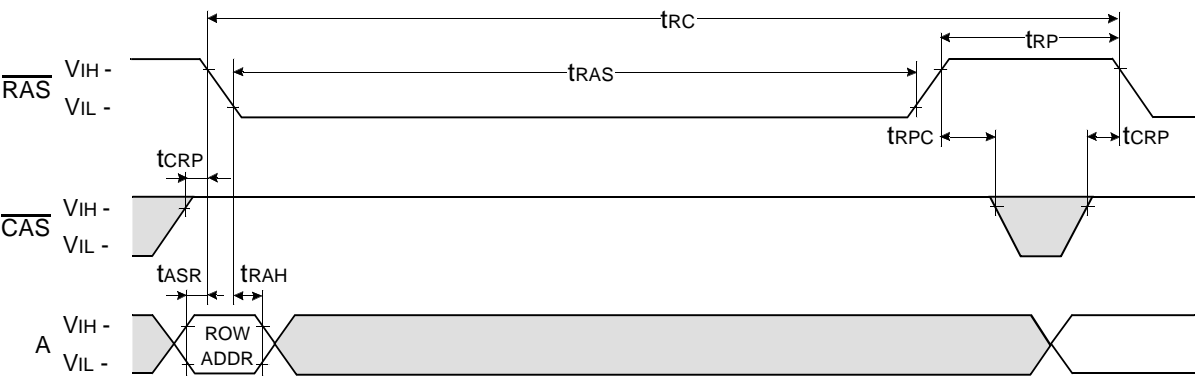 tRC
tRP
VIH -
tRAS
RAS
VIL -
tRPC
tCRP
tCRP
VIH -
CAS
VIL -
tASR
tRAH
VIH -
ROW
A
ADDR
VIL -